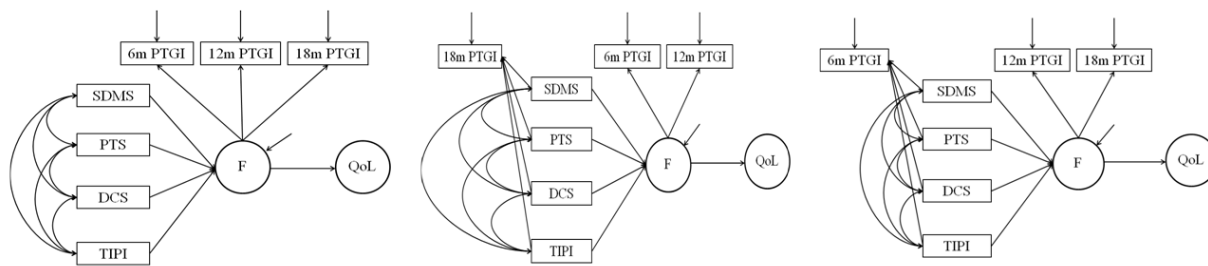 6m PTGI 12m PTGI 18m PTGI
SDMS
PTS
DCS
TIPI
F
QoL
18m PTGI
6m PTGI 12m PTGI
SDMS
PTS
DCS
TIPI
F
QoL
6m PTGI
12m PTGI 18m PTGI
SDMS
PTS
DCS
TIPI
F
QoL